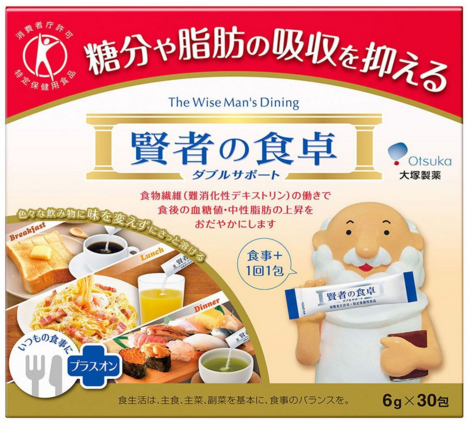 消費者庁許可
特定保健用食品
糖分や脂肪の吸収を抑える
The Wise Man's Dining
賢者の食卓
ダブルサポート
Otsuka
大塚製薬
食物繊維（難消化性デキストリン）の働きで
食後の血糖値・中性脂肪の上昇を
おだやかにします
色々な飲み物に味を変えずにさっと溶ける
食事＋
1回1包
Breakfast
Lunch
Dinner
賢者の食卓
ダブルサポート
いつもの食事に
プラスオン
食生活は、主食、主菜、副菜を基本に、食事のバランスを。
6g×30包